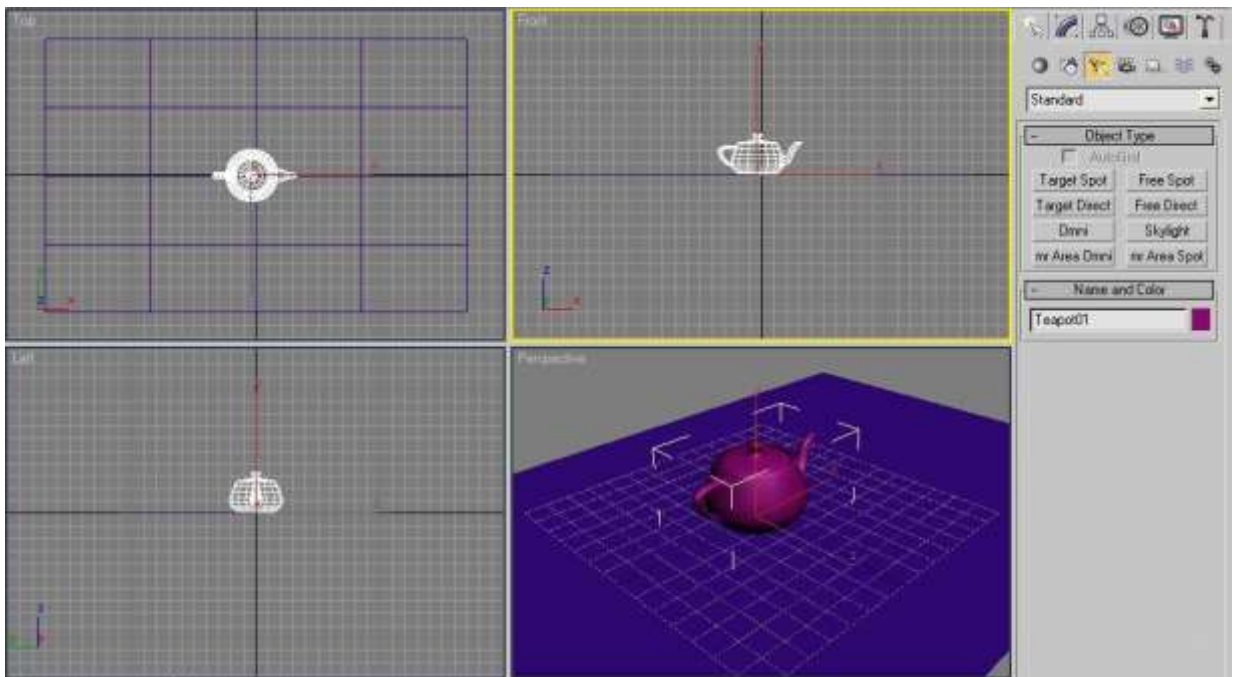 Top
Front
Standard
- Object Type
AutoGrid
Target Spot Free Spot
Target Direct Free Direct
Omni Skylight
mr Area Omni mr Area Spot
- Name and Color
Teapot01
Left
Perspective